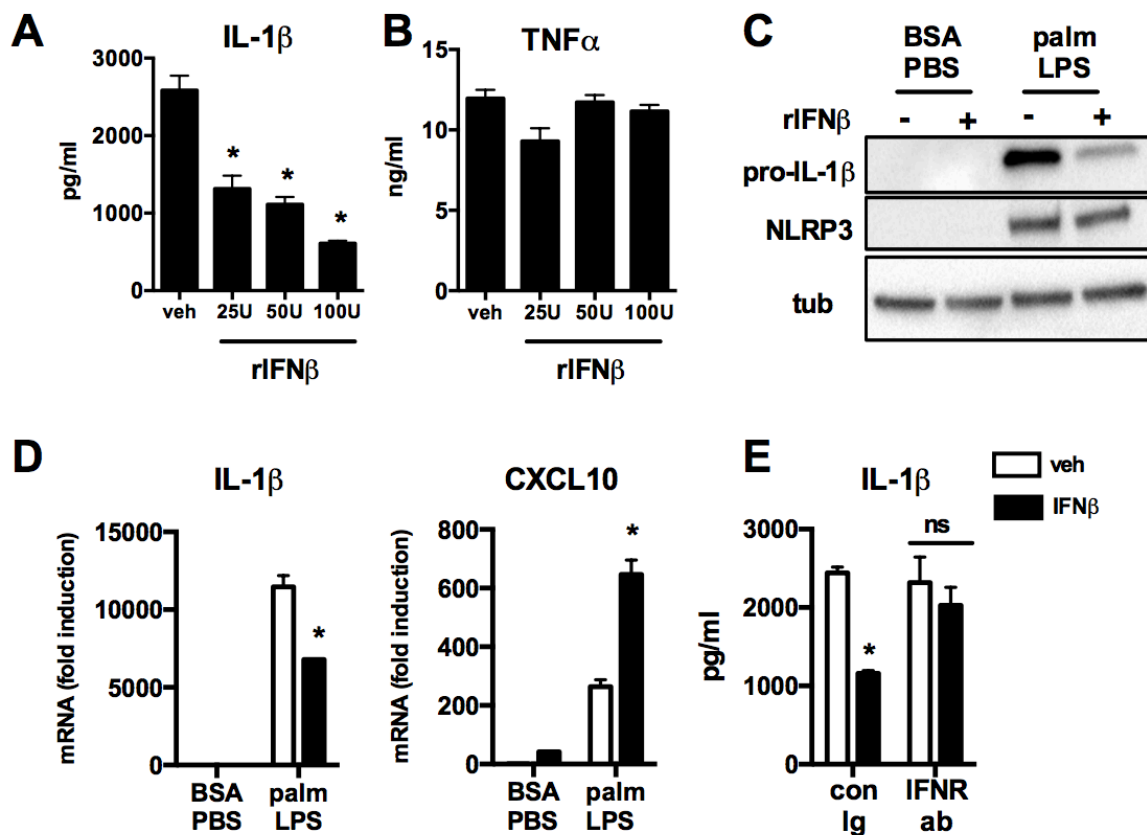 A
IL-1β
pg/ml
3000
2000
1000
0
*
*
*
veh 25U 50U 100U
rIFNβ
B
TNFα
ng/ml
15
10
5
0
veh 25U 50U 100U
rIFNβ
C
BSA palm
PBS LPS
rIFNβ - + - +
pro-IL-1β
NLRP3
tub
D
IL-1β
mRNA (fold induction)
15000
10000
5000
0
*
BSA palm
PBS LPS
CXCL10
mRNA (fold induction)
800
600
400
200
0
*
BSA palm
PBS LPS
E
IL-1β
veh
IFNβ
pg/ml
3000
2000
1000
0
*
ns
con IFNR
Ig ab